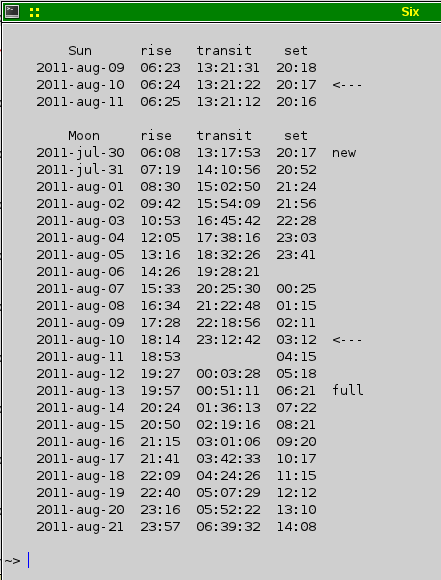 Six
Sun rise transit set
2011-aug-09 06:23 13:21:31 20:18
2011-aug-10 06:24 13:21:22 20:17 <---
2011-aug-11 06:25 13:21:12 20:16
Moon rise transit set
2011-jul-30 06:08 13:17:53 20:17 new
2011-jul-31 07:19 14:10:56 20:52
2011-aug-01 08:30 15:02:50 21:24
2011-aug-02 09:42 15:54:09 21:56
2011-aug-03 10:53 16:45:42 22:28
2011-aug-04 12:05 17:38:16 23:03
2011-aug-05 13:16 18:32:26 23:41
2011-aug-06 14:26 19:28:21
2011-aug-07 15:33 20:25:30 00:25
2011-aug-08 16:34 21:22:48 01:15
2011-aug-09 17:28 22:18:56 02:11
2011-aug-10 18:14 23:12:42 03:12 <---
2011-aug-11 18:53 04:15
2011-aug-12 19:27 00:03:28 05:18
2011-aug-13 19:57 00:51:11 06:21 full
2011-aug-14 20:24 01:36:13 07:22
2011-aug-15 20:50 02:19:16 08:21
2011-aug-16 21:15 03:01:06 09:20
2011-aug-17 21:41 03:42:33 10:17
2011-aug-18 22:09 04:24:26 11:15
2011-aug-19 22:40 05:07:29 12:12
2011-aug-20 23:16 05:52:22 13:10
2011-aug-21 23:57 06:39:32 14:08
~>